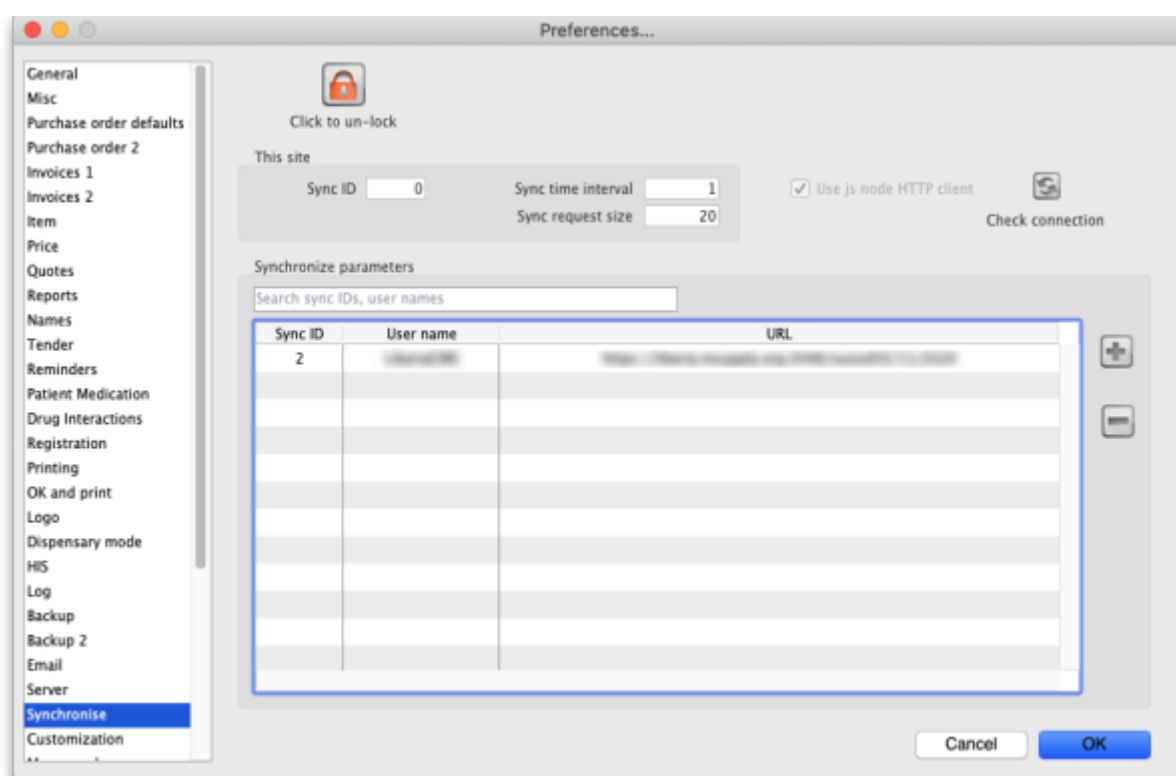 Preferences...
General
Misc
Purchase order defaults
Purchase order 2
Invoices 1
Invoices 2
Item
Price
Quotes
Reports
Names
Tender
Reminders
Patient Medication
Drug Interactions
Registration
Printing
OK and print
Logo
Dispensary mode
HIS
Log
Backup
Backup 2
Email
Server
Synchronise
Customization
Click to un-lock
This site
Sync ID 0 Sync time interval 1 Use js node HTTP client
Sync request size 20 Check connection
Synchronize parameters
Search sync IDs, user names
Sync ID User name URL
2
Cancel OK